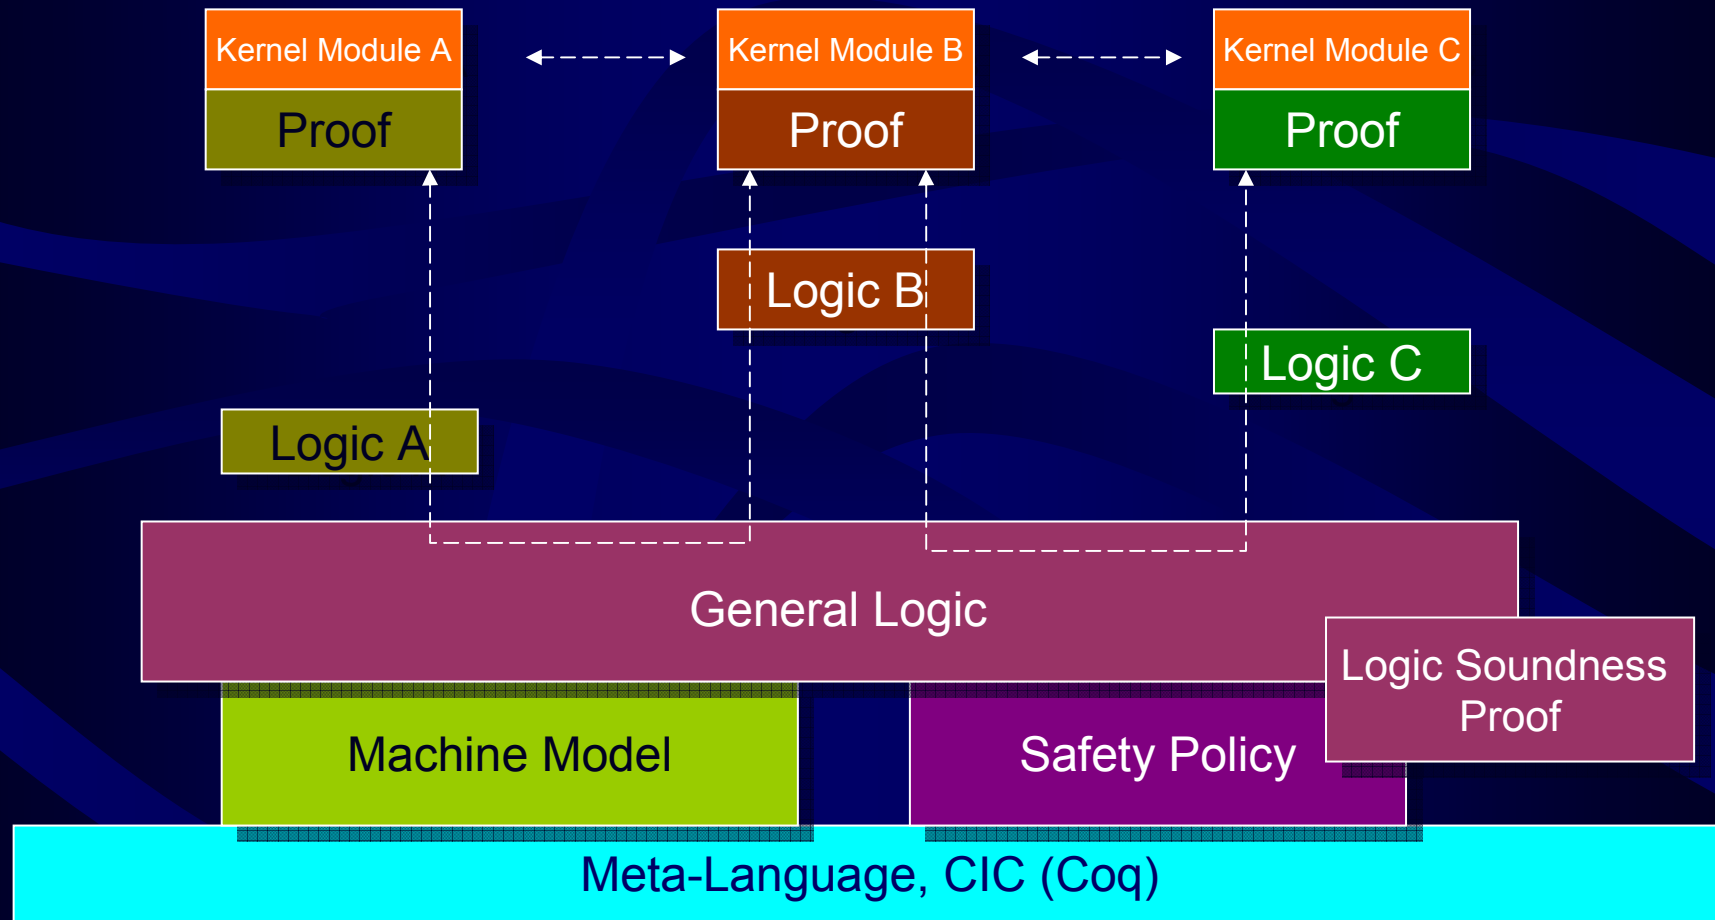 Kernel Module A
Kernel Module B
Kernel Module C
Proof
Proof
Proof
Logic B
Logic C
Logic A
General Logic
Logic Soundness
Proof
Machine Model
Safety Policy
Meta-Language, CIC (Coq)